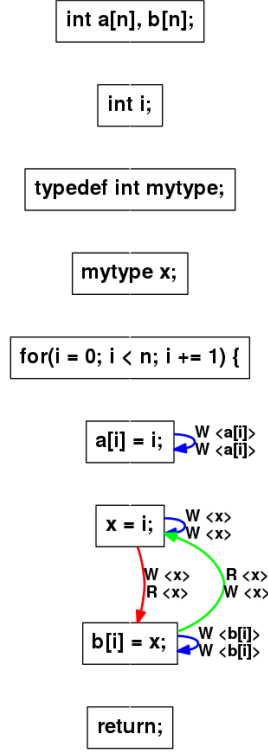 int a[n], b[n];
int i;
typedef int mytype;
mytype x;
for(i = 0; i < n; i += 1) {
a[i] = i;
W <a[i]>
W <a[i]>
x = i;
W <x>
W <x>
W <x>
R <x>
R <x>
W <x>
b[i] = x;
W <b[i]>
W <b[i]>
return;